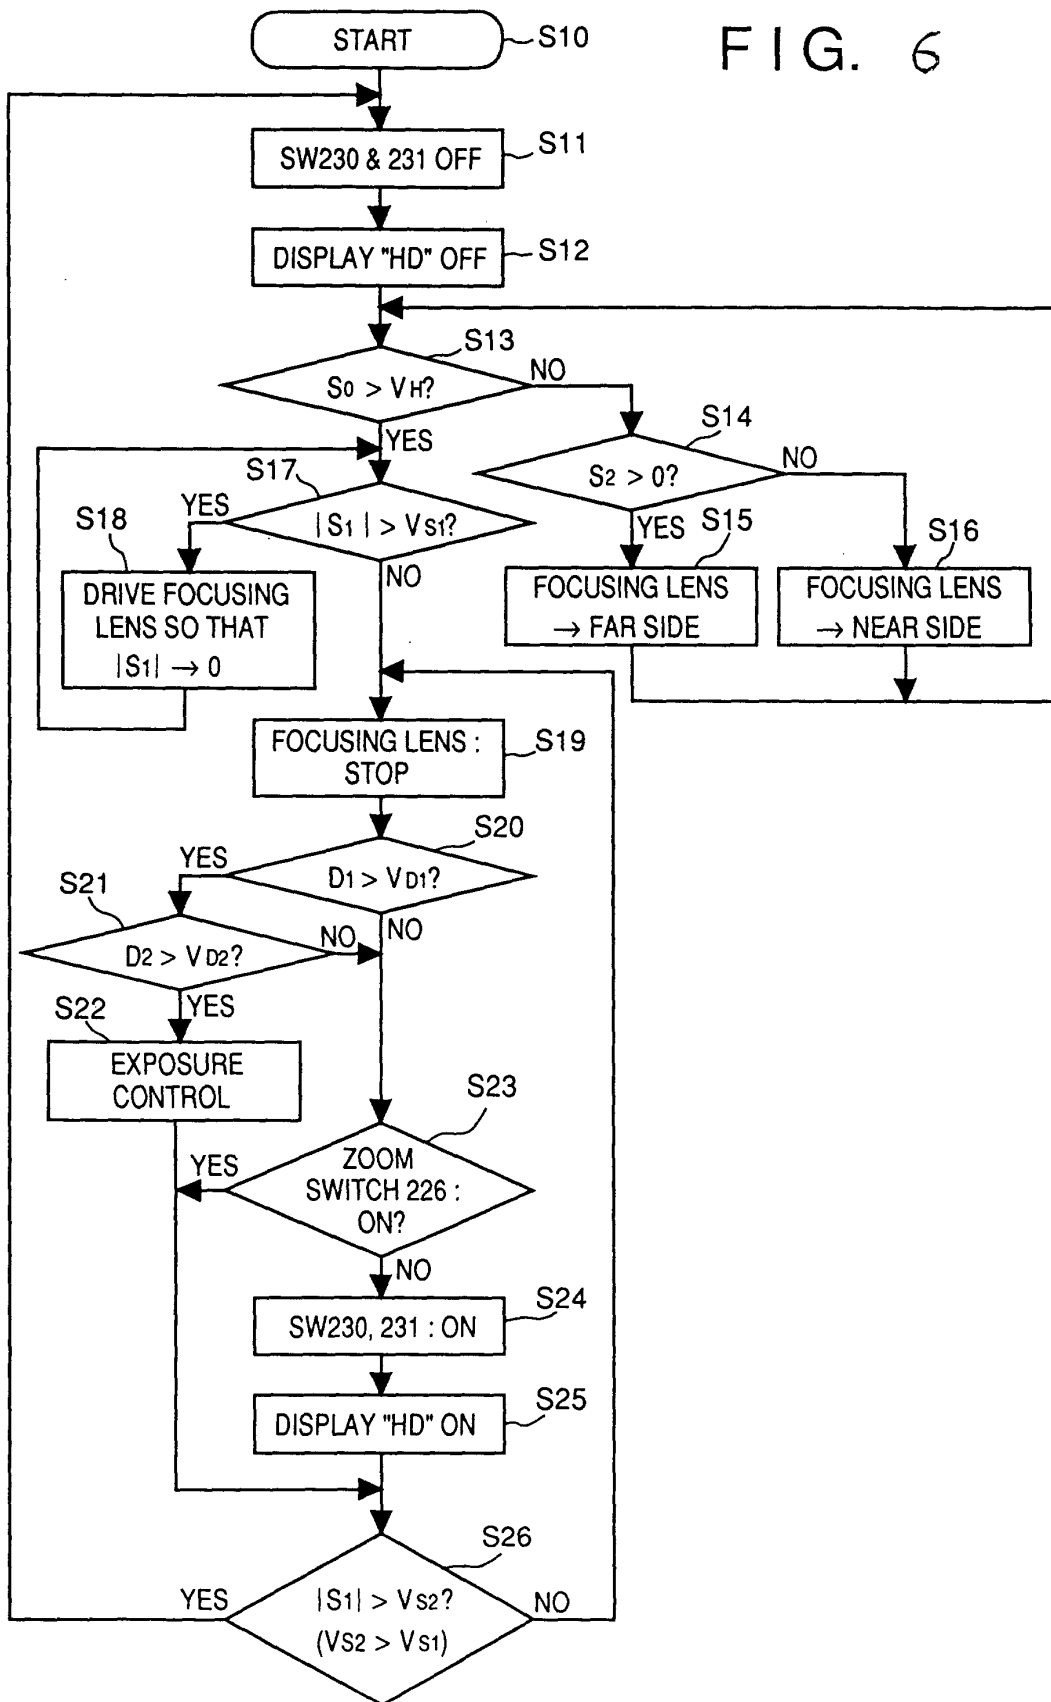 FIG. 6
START
S10
SW230 & 231 OFF
S11
DISPLAY "HD" OFF
S12
S13
S0 > VH?
NO
YES
S14
S2 > 0?
NO
YES
S15
FOCUSING LENS
→ FAR SIDE
S16
FOCUSING LENS
→ NEAR SIDE
S17
|S1| > VS1?
YES
NO
S18
DRIVE FOCUSING
LENS SO THAT
|S1| → 0
FOCUSING LENS :
STOP
S19
S20
D1 > VD1?
YES
NO
S21
D2 > VD2?
NO
YES
S22
EXPOSURE
CONTROL
S23
ZOOM
SWITCH 226 :
ON?
YES
NO
SW230, 231 : ON
S24
DISPLAY "HD" ON
S25
S26
|S1| > VS2?
(VS2 > VS1)
YES
NO